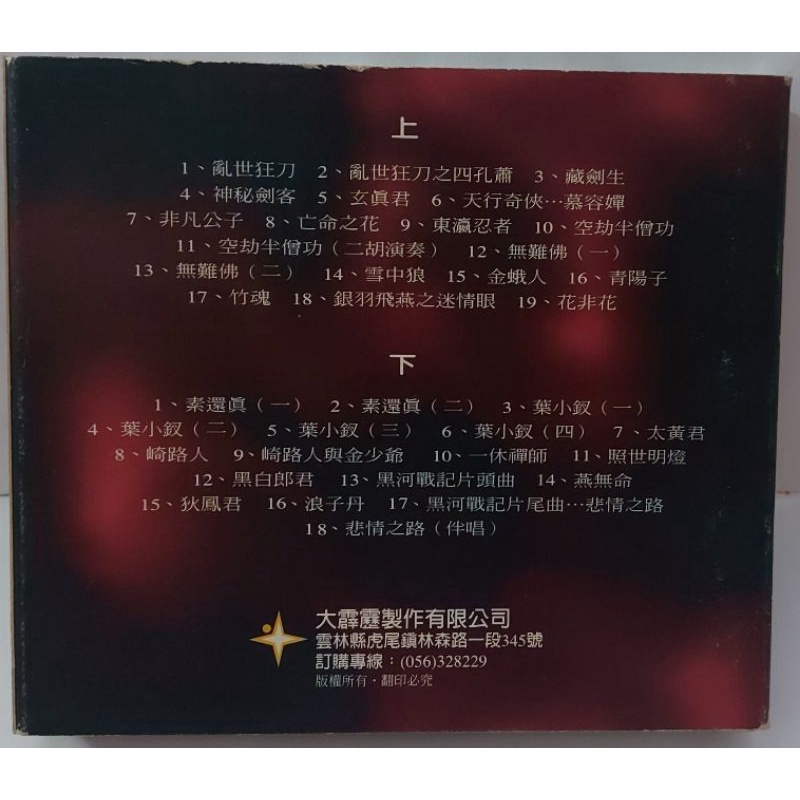 上
1、亂世狂刀 2、亂世狂刀之四孔蕭 3、藏劍生
4、神秘劍客 5、玄眞君 6、天行奇俠…慕容嬋
7、非凡公子 8、亡命之花 9、東瀛忍者 10、空劫半僧功
11、空劫半僧功（二胡演奏） 12、無難佛（一）
13、無難佛（二） 14、雪中狼 15、金蛾人 16、青陽子
17、竹魂 18、銀羽飛燕之迷情眼 19、花非花
下
1、素還眞（一） 2、素還眞（二） 3、葉小釵（一）
4、葉小釵（二） 5、葉小釵（三） 6、葉小釵（四） 7、太黃君
8、崎路人 9、崎路人與金少爺 10、一休禪師 11、照世明燈
12、黑白郎君 13、黑河戰記片頭曲 14、燕無命
15、狄鳳君 16、浪子丹 17、黑河戰記片尾曲…悲情之路
18、悲情之路（伴唱）
大霹靂製作有限公司
雲林縣虎尾鎭林森路一段345號
訂購專線：(056)328229
版權所有‧翻印必究